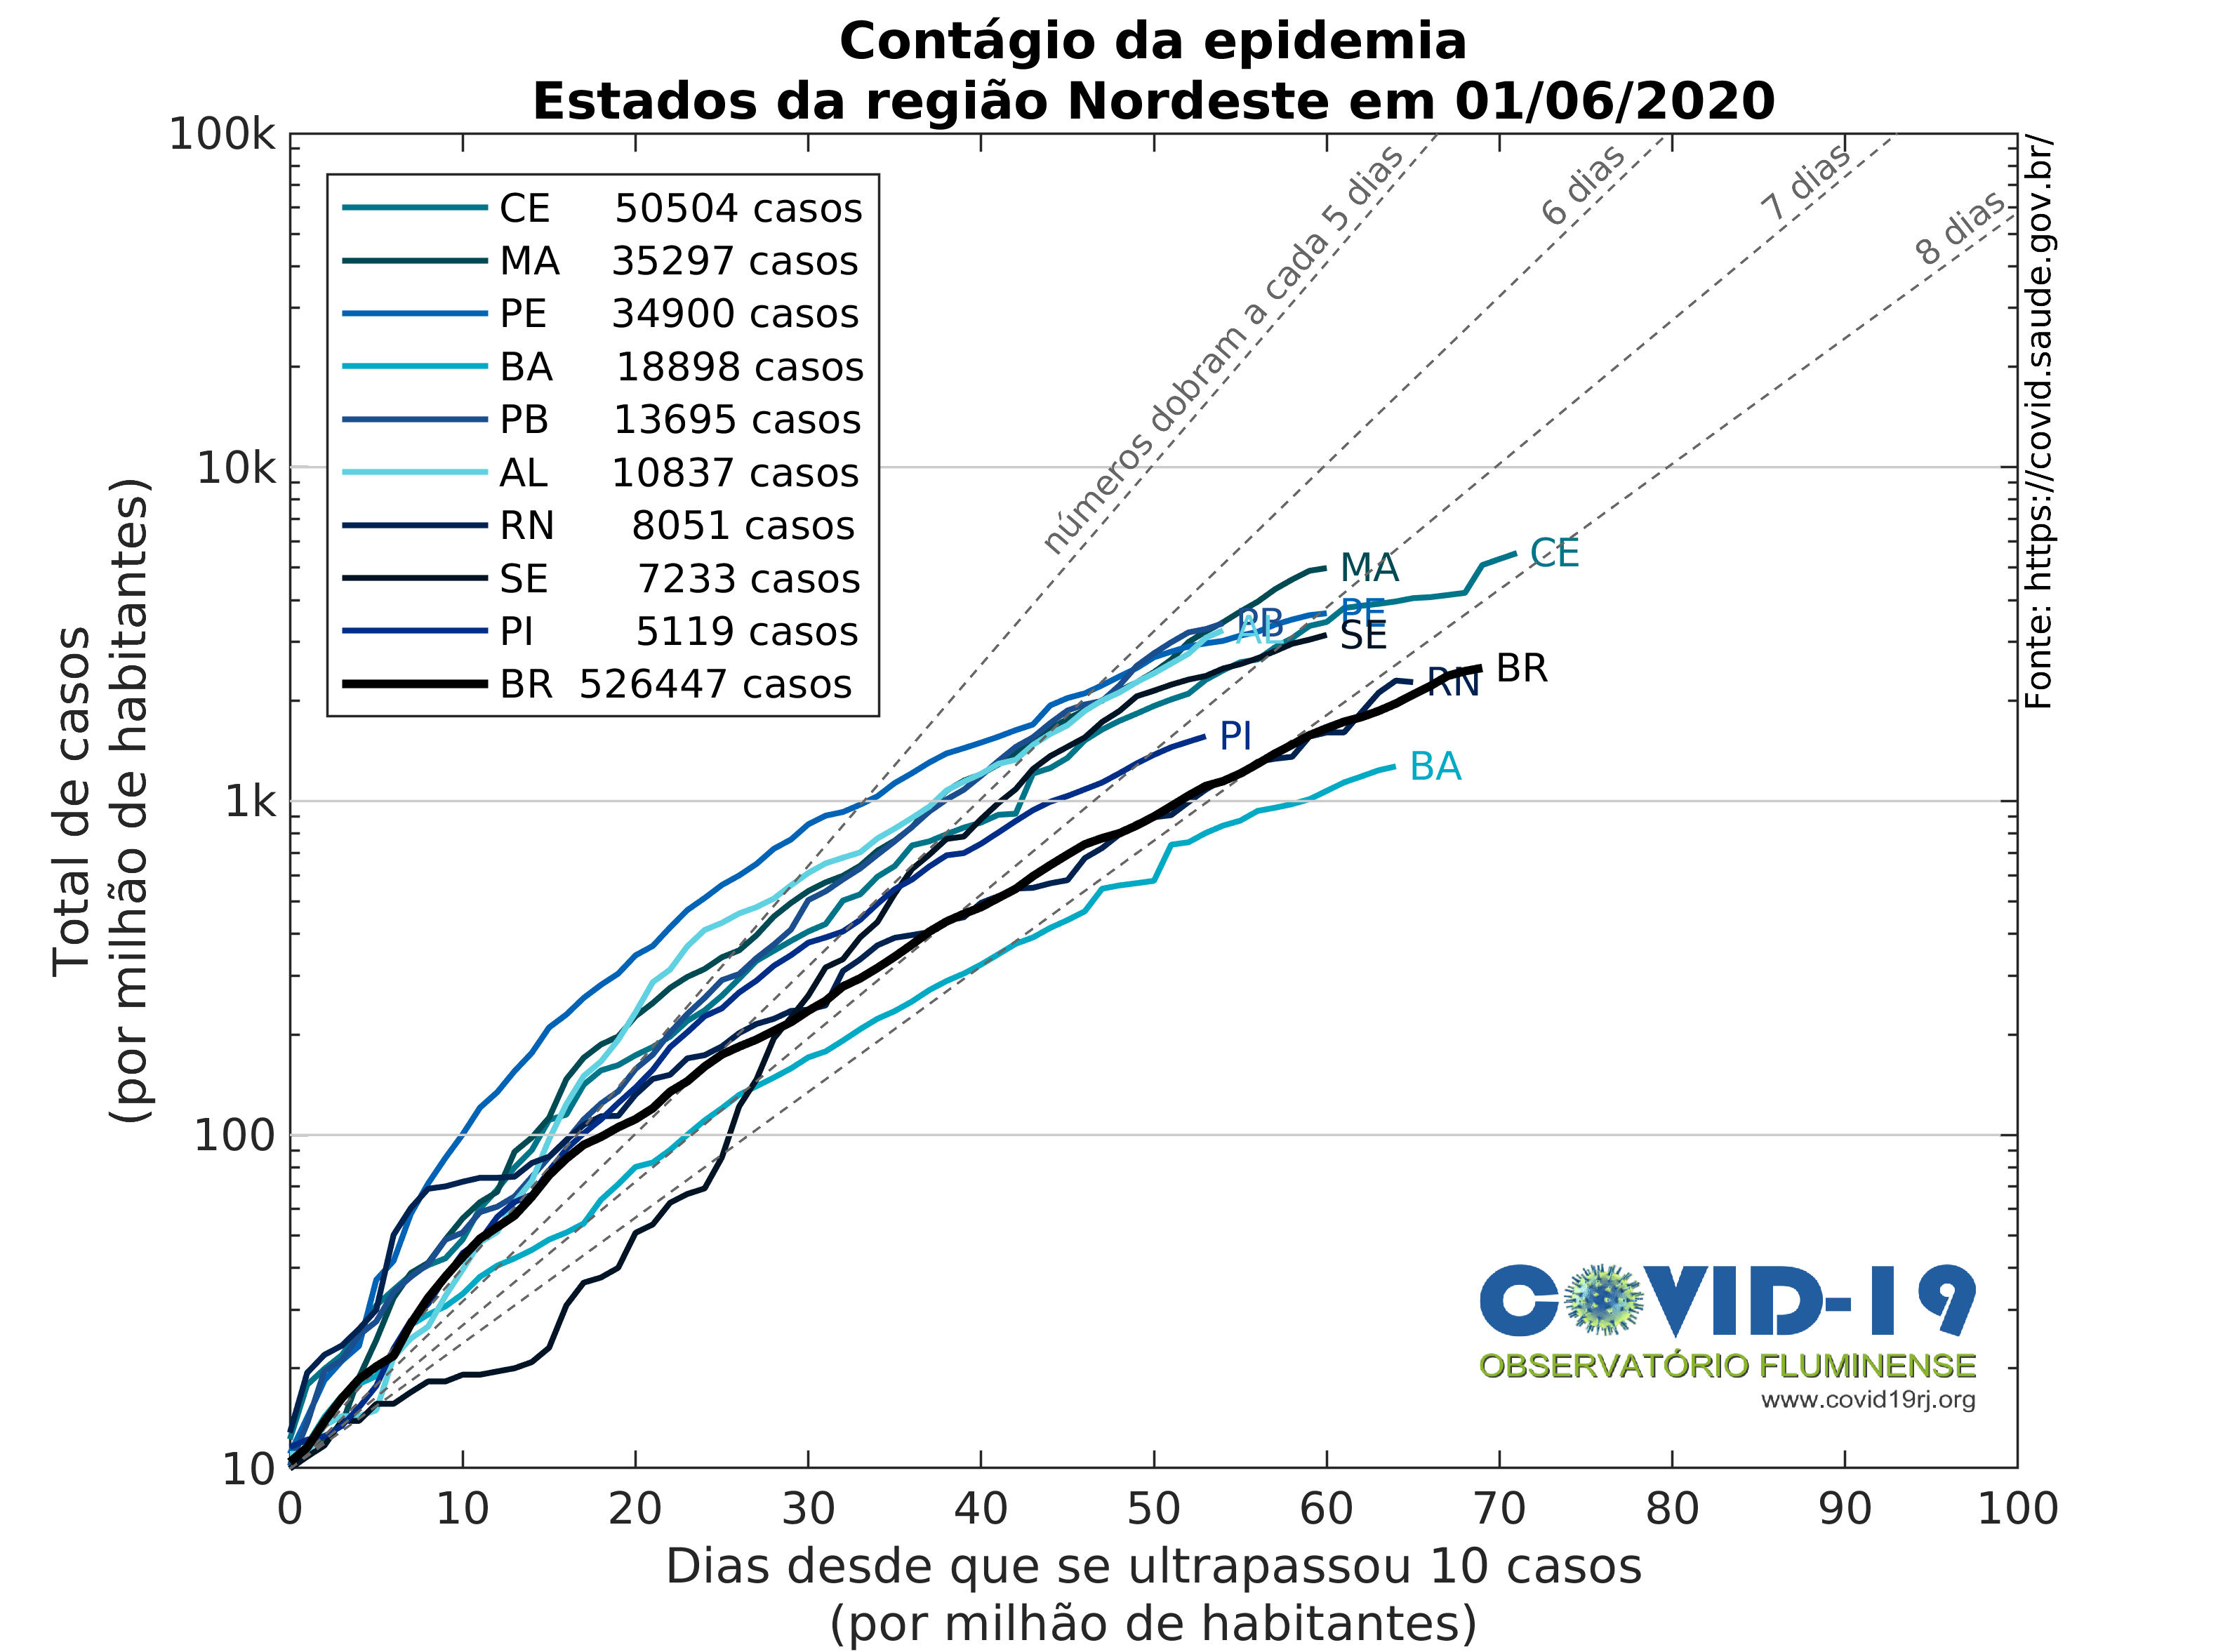 Contágio da epidemia
Estados da região Nordeste em 01/06/2020
100k
10k
1k
100
10
Total de casos
(por milhão de habitantes)
CE 50504 casos
MA 35297 casos
PE 34900 casos
BA 18898 casos
PB 13695 casos
AL 10837 casos
RN 8051 casos
SE 7233 casos
PI 5119 casos
BR 526447 casos
números dobram a cada 5 dias
6 dias
7 dias
8 dias
CE
MA
PE
PB
AL
SE
BR
RN
PI
BA
Fonte: https://covid.saude.gov.br/
COVID-19
OBSERVATÓRIO FLUMINENSE
www.covid19rj.org
0 10 20 30 40 50 60 70 80 90 100
Dias desde que se ultrapassou 10 casos
(por milhão de habitantes)